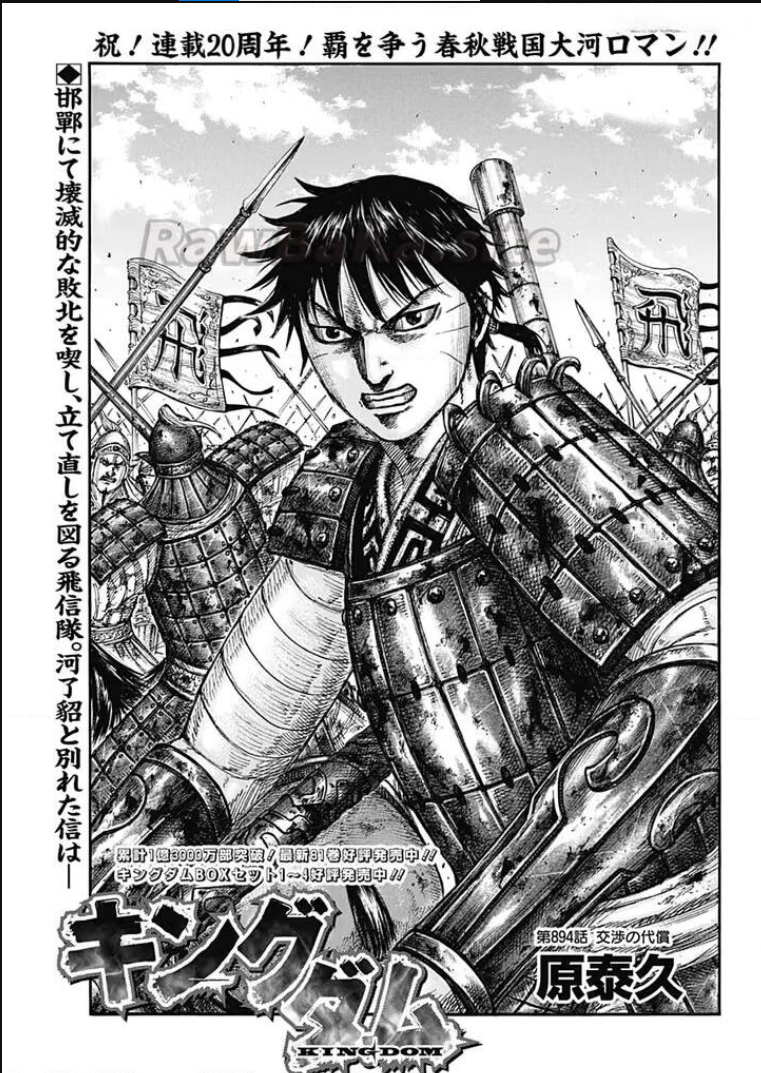 祝！連載20周年！覇を争う春秋戦国大河ロマン!!
◆邯鄲にて壊滅的な敗北を喫し、立て直しを図る飛信隊。河了貂と別れた信は―
RawBaka.site
飛
飛
累計1億3000万部突破！最新81巻好評発売中!!
キングダムBOXセット1～4好評発売中!!
キングダム
KINGDOM
第894話 交渉の代償
原泰久